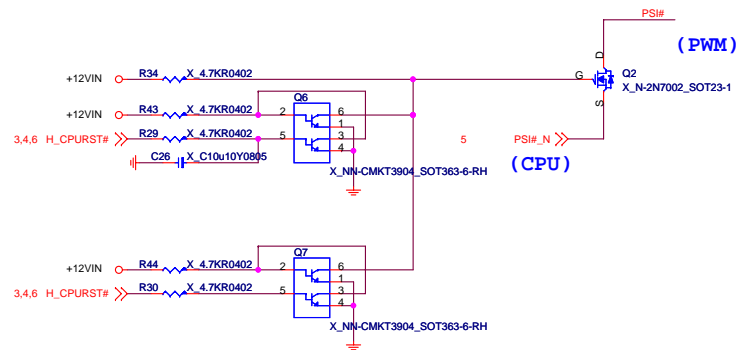 PSI#
(PWM)
D
G
S
Q2
X_N-2N7002_SOT23-1
+12VIN R34 X_4.7KR0402
+12VIN R43 X_4.7KR0402
3,4,6 H_CPURST# R29 X_4.7KR0402
C26 X_C10u10Y0805
Q6
2 6
1
5 3
4
X_NN-CMKT3904_SOT363-6-RH
5 PSI#_N
(CPU)
+12VIN R44 X_4.7KR0402
3,4,6 H_CPURST# R30 X_4.7KR0402
Q7
2 6
1
5 3
4
X_NN-CMKT3904_SOT363-6-RH